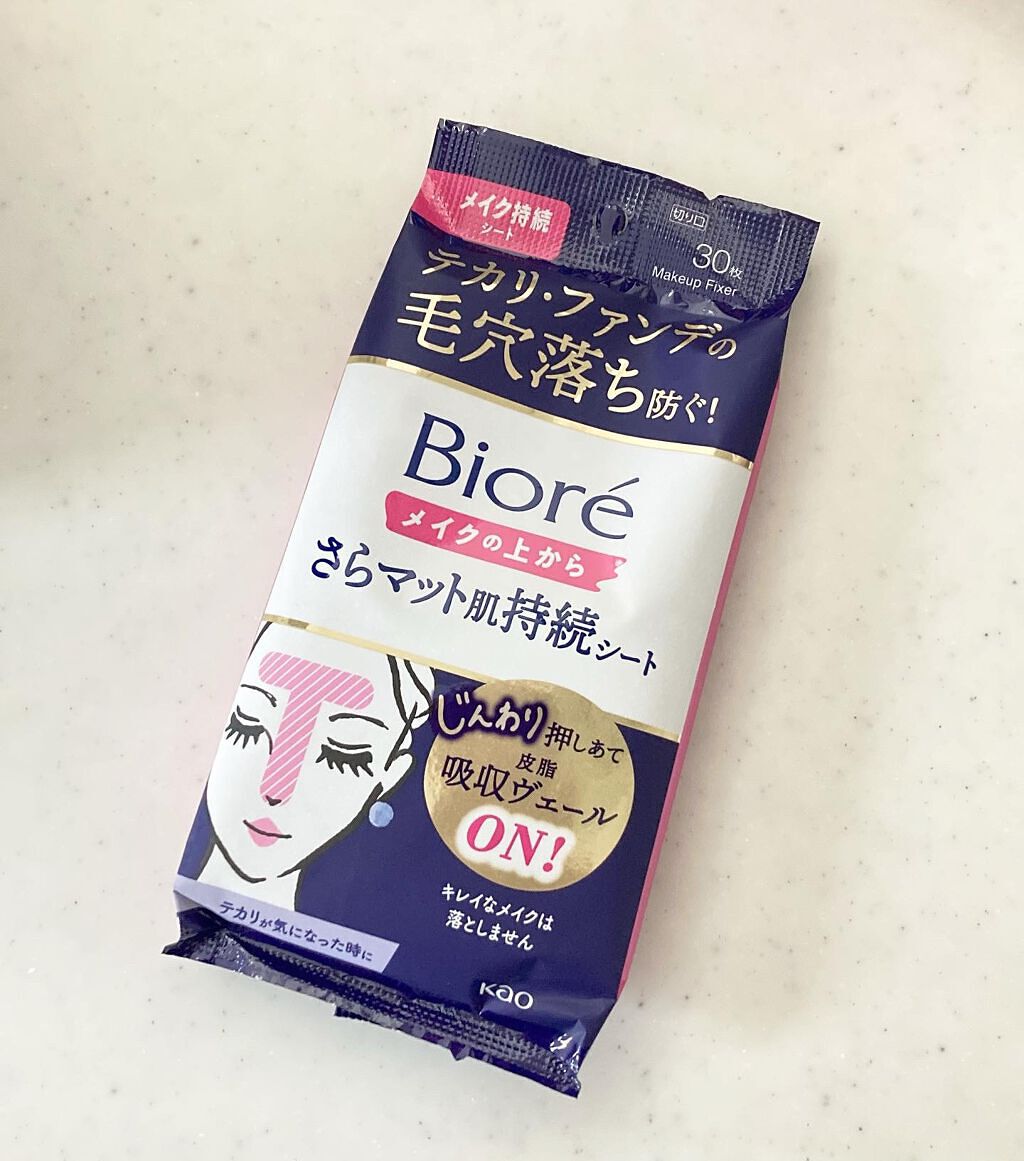 メイク持続
シート
切り口
30枚
Makeup Fixer
テカリ・ファンデの
毛穴落ち防ぐ!
Bioré
メイクの上から
さらマット肌持続シート
じんわり押しあて
皮脂
吸収ヴェール
ON!
キレイなメイクは
落としません
テカリが気になった時に
Kao